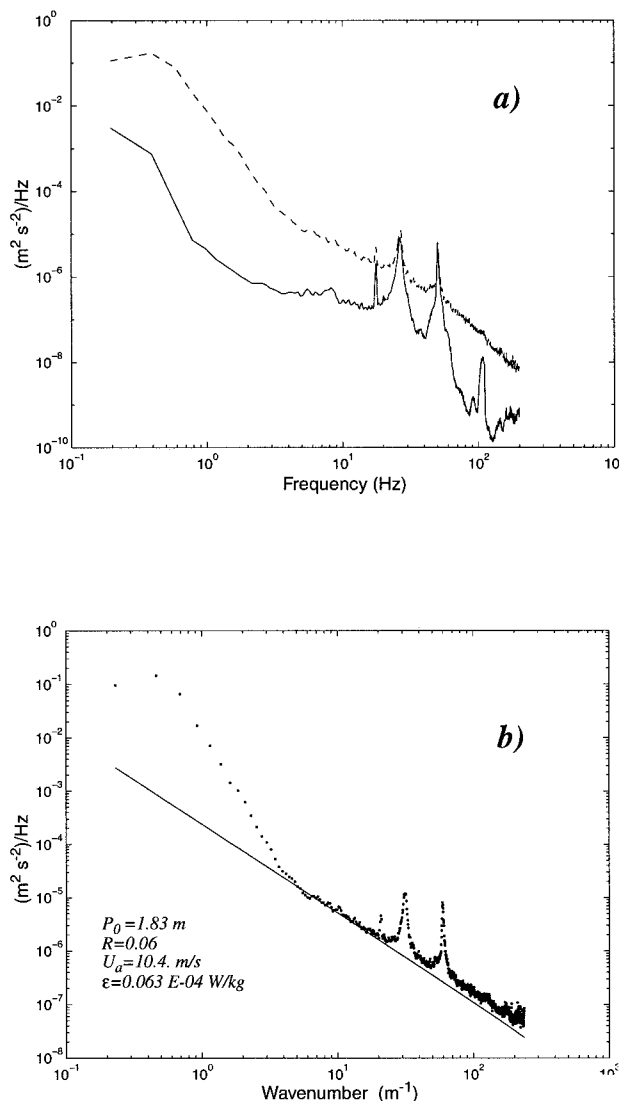 10^0
10^-2
10^-4
10^-6
10^-8
10^-10
(m^2 s^-2)/Hz
a)
10^-1 10^0 10^1 10^2 10
Frequency (Hz)
10^0
10^-1
10^-2
10^-3
10^-4
10^-5
10^-6
10^-7
10^-8
(m^2 s^-2)/Hz
b)
P_0 =1.83 m
R=0.06
U_a=10.4. m/s
ε=0.063 E-04 W/kg
10^-1 10^0 10^1 10^2 10^3
Wavenumber (m^-1)